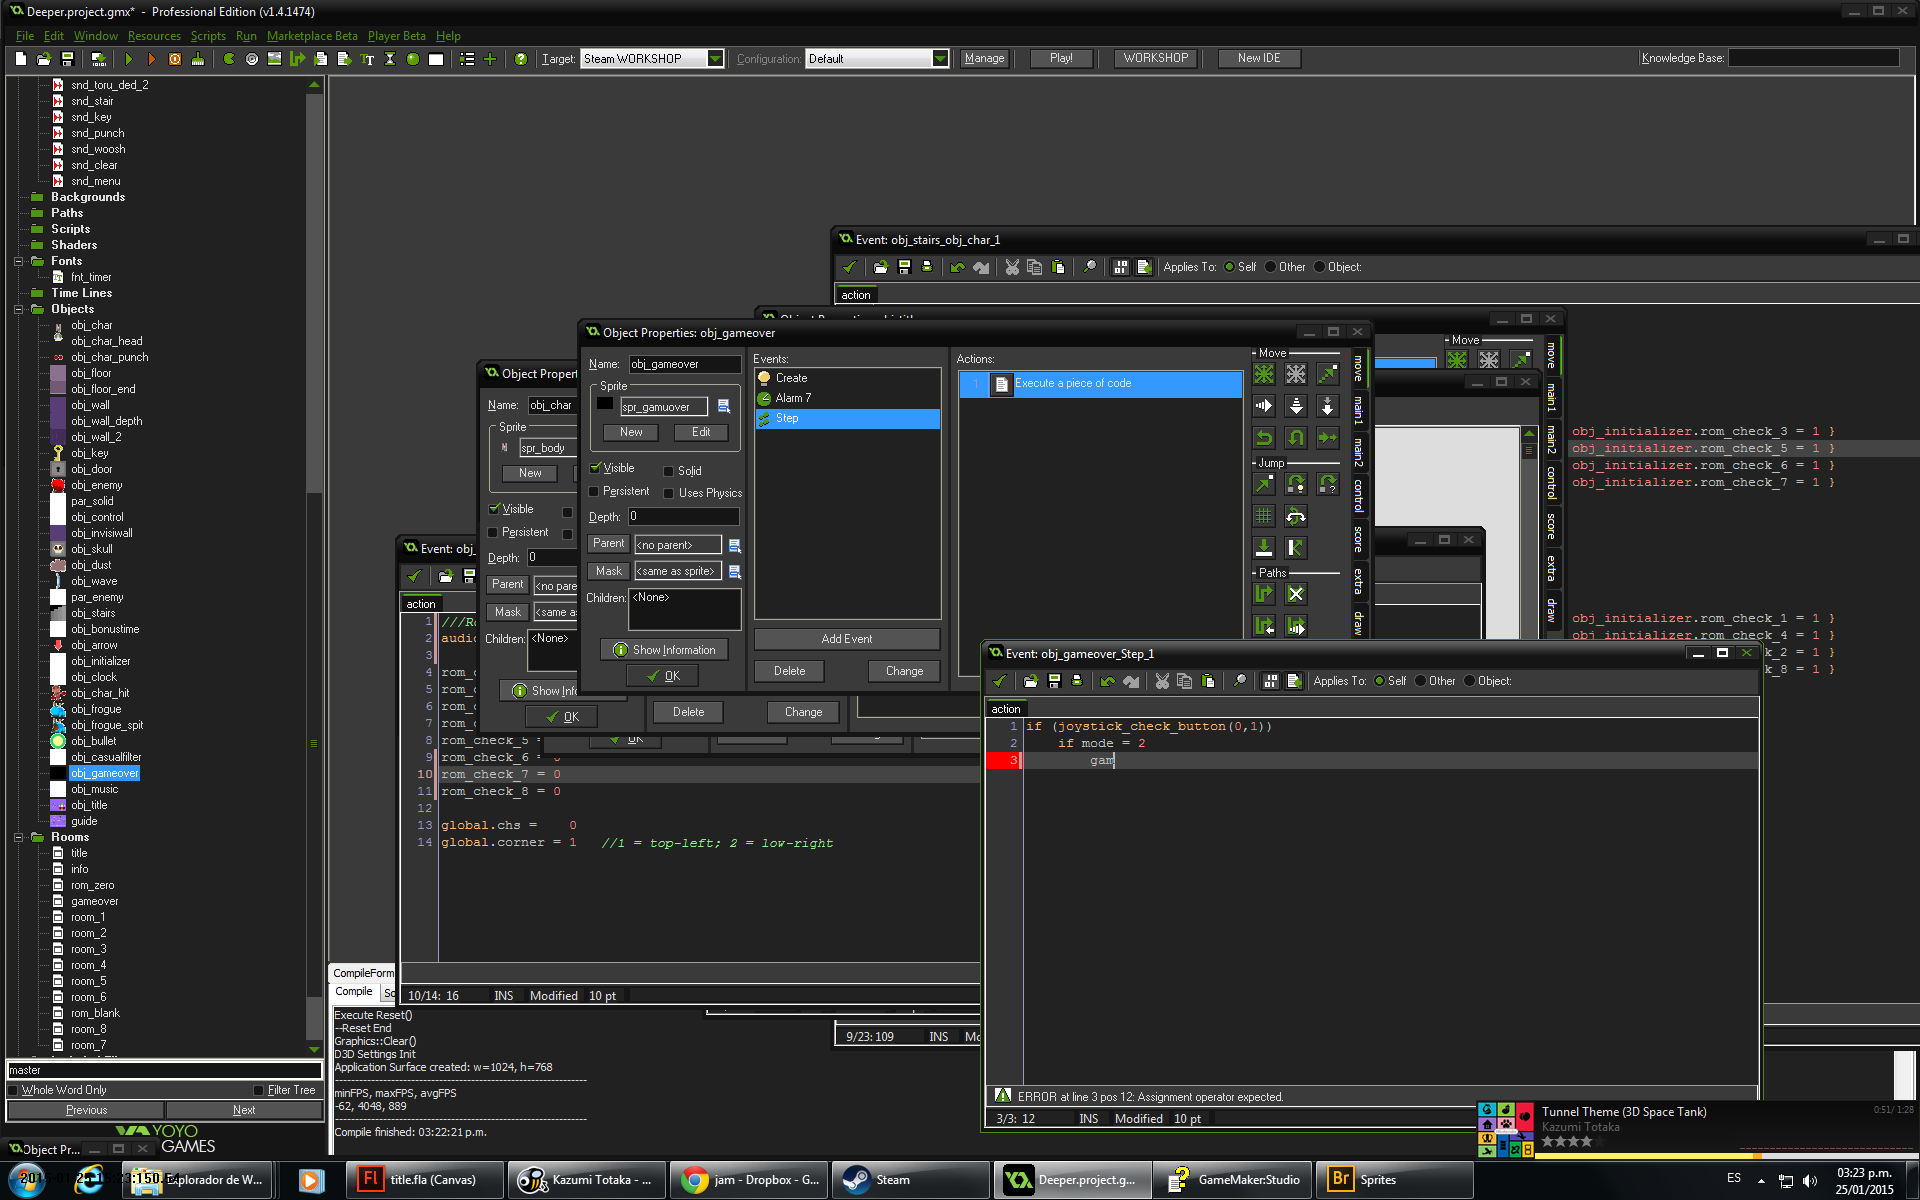 Deeper.project.gmx* - Professional Edition (v1.4.1474)
File Edit Window Resources Scripts Run Marketplace Beta Player Beta Help
Target: Steam WORKSHOP Configuration: Default Manage Play! WORKSHOP New IDE Knowledge Base:
snd_toru_ded_2
snd_stair
snd_key
snd_punch
snd_woosh
snd_clear
snd_menu
Backgrounds
Paths
Scripts
Shaders
Fonts
fnt_timer
Time Lines
Objects
obj_char
obj_char_head
obj_char_punch
obj_floor
obj_floor_end
obj_wall
obj_wall_depth
obj_wall_2
obj_key
obj_door
obj_enemy
par_solid
obj_control
obj_invisiwall
obj_skull
obj_dust
obj_wave
par_enemy
obj_stairs
obj_bonustime
obj_arrow
obj_initializer
obj_clock
obj_char_hit
obj_frogue
obj_frogue_spit
obj_bullet
obj_casualfilter
obj_gameover
obj_music
obj_title
guide
Rooms
title
info
rom_zero
gameover
room_1
room_2
room_3
room_4
room_5
room_6
rom_blank
room_8
room_7
master
Whole Word Only Filter Tree
Previous Next
YOYO
GAMES
Object Pr...
Event: obj_stairs_obj_char_1
Applies To: Self Other Object:
action
obj_initializer.rom_check_3 = 1 }
obj_initializer.rom_check_5 = 1 }
obj_initializer.rom_check_6 = 1 }
obj_initializer.rom_check_7 = 1 }
obj_initializer.rom_check_1 = 1 }
obj_initializer.rom_check_4 = 1 }
k_2 = 1 }
k_8 = 1 }
9/23: 109 INS
Move
move
main1
main2
control
score
extra
draw
Object Properties: obj_gameover
Name: obj_gameover
Sprite
spr_gamuover
New Edit
Visible Solid
Persistent Uses Physics
Depth: 0
Parent <no parent>
Mask <same as sprite>
Children: <None>
Show Information
OK
Events:
Create
Alarm 7
Step
Add Event
Delete Change
Actions:
1 Execute a piece of code
Move
Jump
Paths
move
main1
main2
control
score
extra
draw
Object Propert
Name: obj_char
Sprite
spr_body
New
Visible
Persistent
Depth: 0
Parent <no pare
Mask <same as
Children: <None>
Show Info
OK
Delete Change
Event: obj_
action
1 ///Ro
2 audio
3
4 rom_c
5 rom_c
6 rom_c
7 rom_c
8 rom_check_5 =
9 rom_check_6 = 0
10 rom_check_7 = 0
11 rom_check_8 = 0
12
13 global.chs = 0
14 global.corner = 1 //1 = top-left; 2 = low-right
10/14: 16 INS Modified 10 pt
CompileForm
Compile
Execute Reset()
--Reset End
Graphics::Clear()
D3D Settings Init
Application Surface created: w=1024, h=768
minFPS, maxFPS, avgFPS
-62, 4048, 889
Compile finished: 03:22:21 p.m.
Event: obj_gameover_Step_1
Applies To: Self Other Object:
action
1 if (joystick_check_button(0,1))
2 if mode = 2
3 gam
ERROR at line 3 pos 12: Assignment operator expected.
3/3: 12 INS Modified 10 pt
Tunnel Theme (3D Space Tank)
Kazumi Totaka
0:51/ 1:28
Explorador de W...
title.fla (Canvas)
Kazumi Totaka - ...
jam - Dropbox - G...
Steam
Deeper.project.g...
GameMaker:Studio
Sprites
ES
03:23 p.m.
25/01/2015